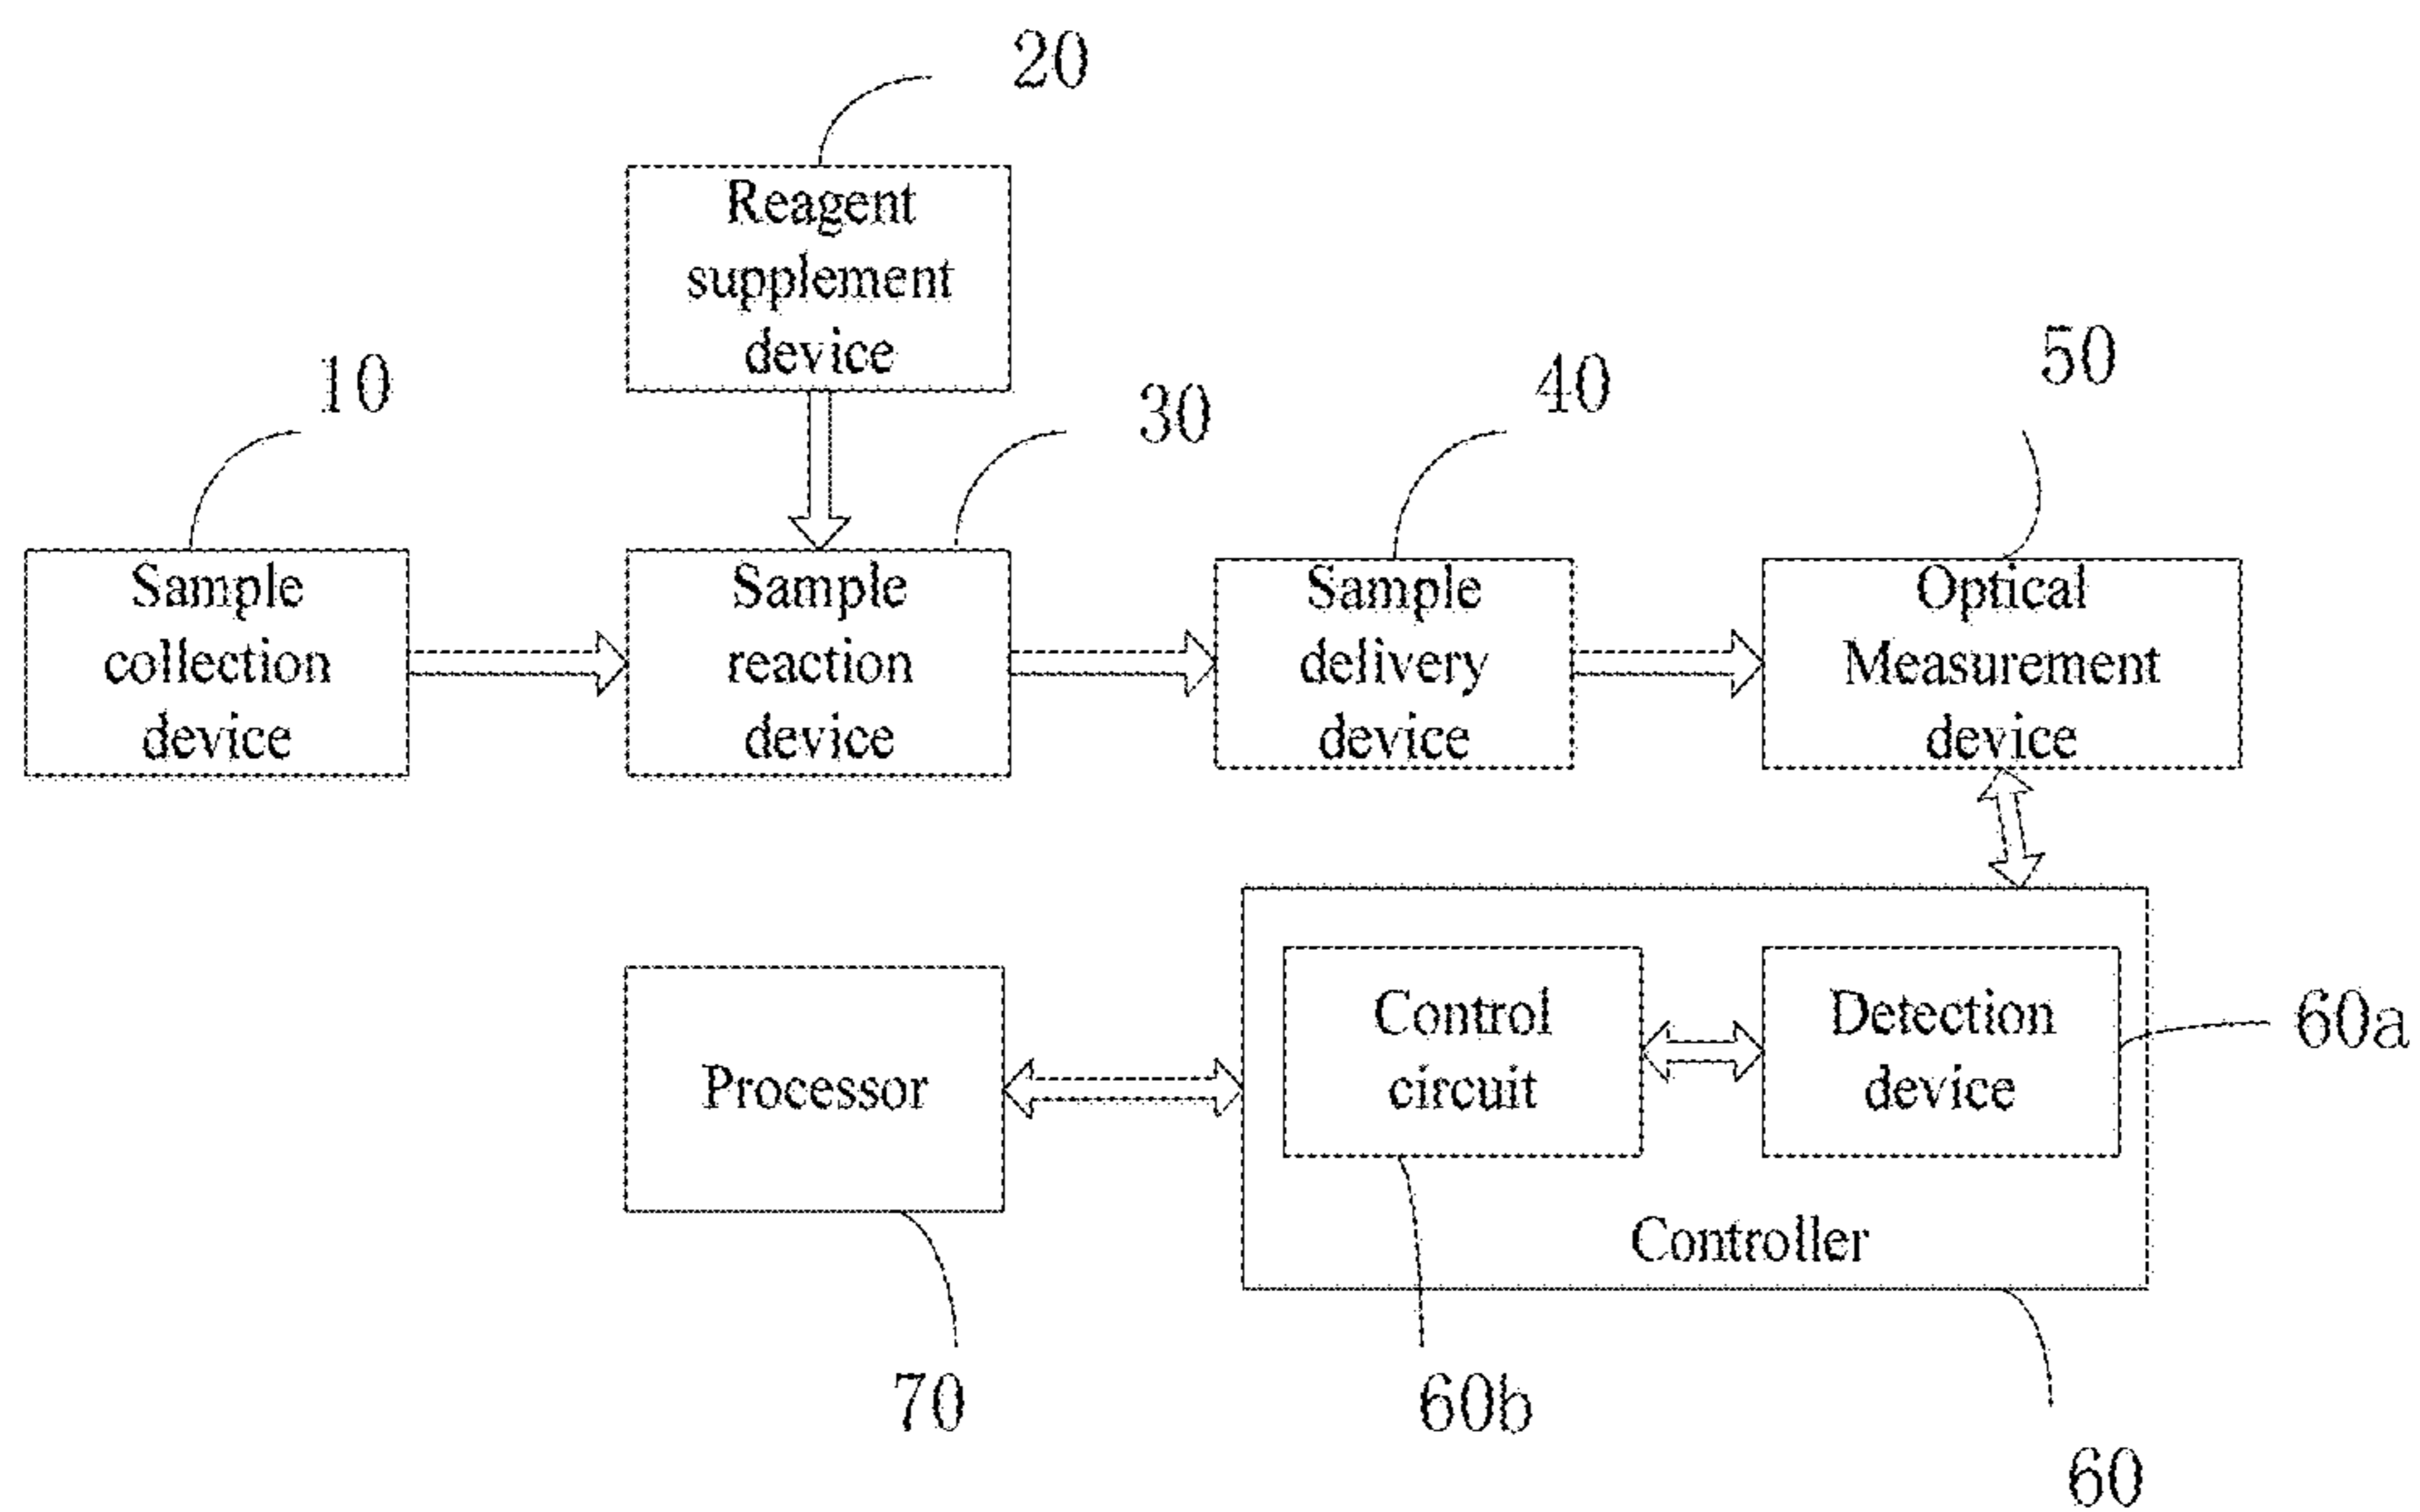 20
Reagent
supplement
device
10
30
40
50
Sample
collection
device
Sample
reaction
device
Sample
delivery
device
Optical
Measurement
device
Processor
Control
circuit
Detection
device
60a
Controller
70
60b
60